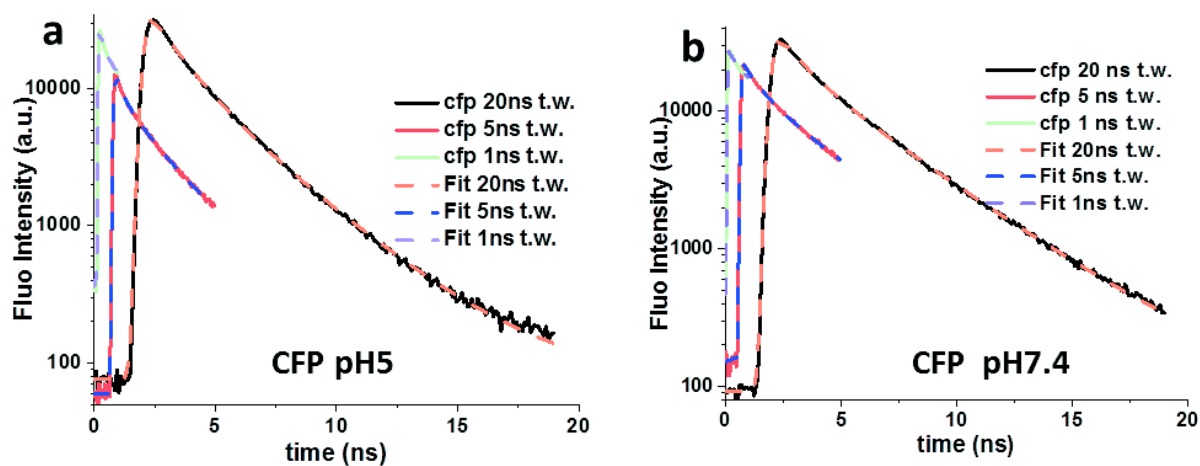 a
Fluo Intensity (a.u.)
10000
1000
100
cfp 20ns t.w.
cfp 5ns t.w.
cfp 1ns t.w.
Fit 20ns t.w.
Fit 5ns t.w.
Fit 1ns t.w.
CFP pH5
0 5 10 15 20
time (ns)
b
Fluo Intensity (a.u.)
10000
1000
100
cfp 20 ns t.w.
cfp 5 ns t.w.
cfp 1 ns t.w.
Fit 20ns t.w.
Fit 5ns t.w.
Fit 1ns t.w.
CFP pH7.4
0 5 10 15 20
time (ns)